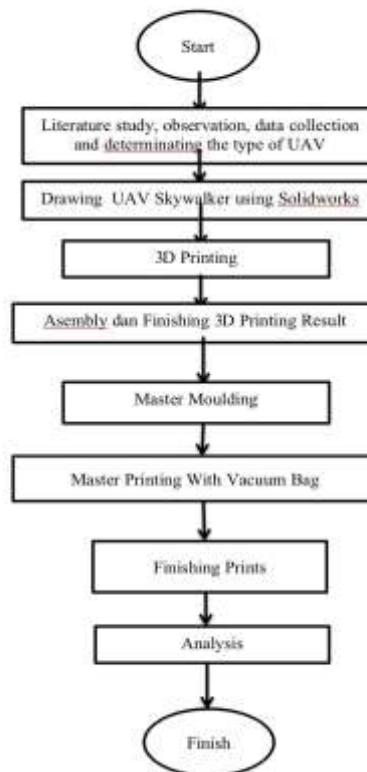 Start
Literature study, observation, data collection
and determinating the type of UAV
Drawing UAV Skywalker using Solidworks
3D Printing
Asembly dan Finishing 3D Printing Result
Master Moulding
Master Printing With Vacuum Bag
Finishing Prints
Analysis
Finish